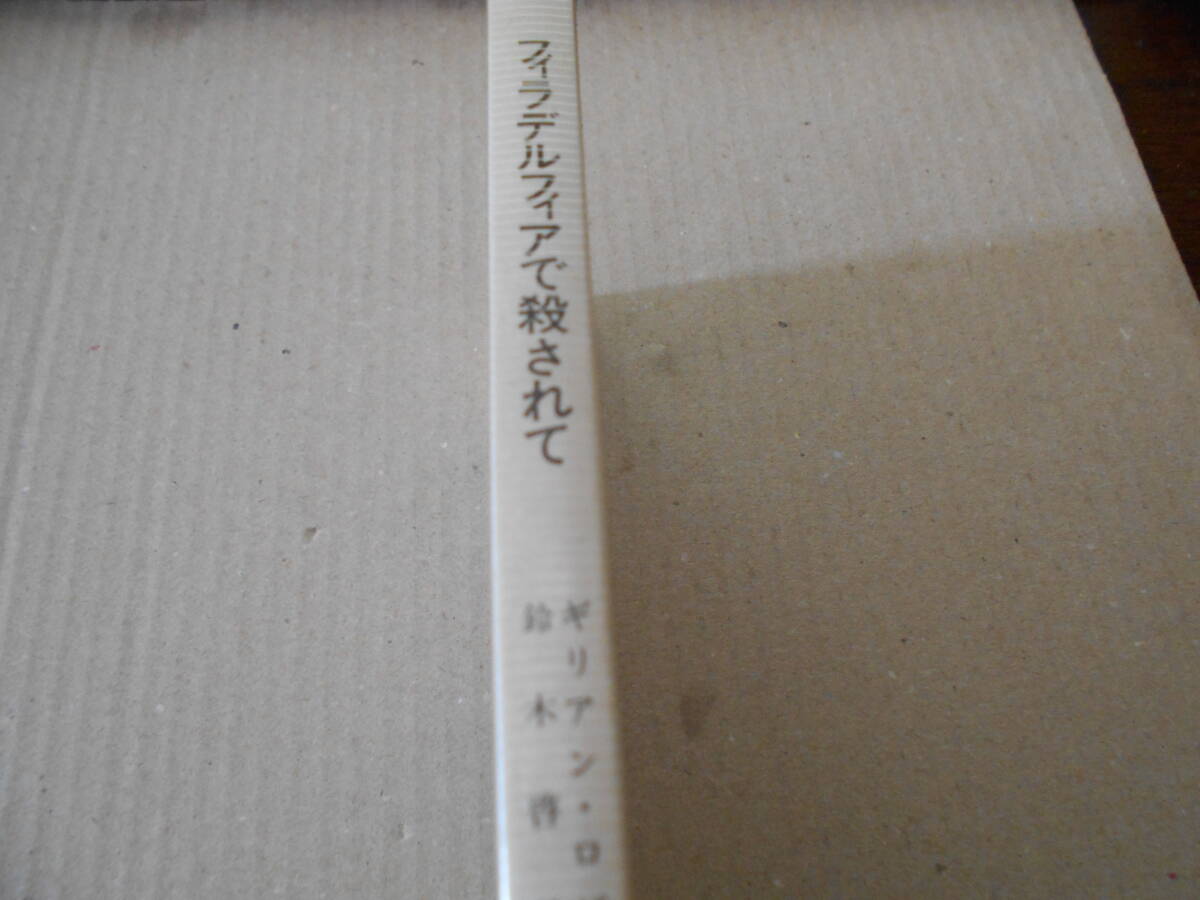 フィラデルフィアで殺されて
ギリアン・ロ
鈴木啓